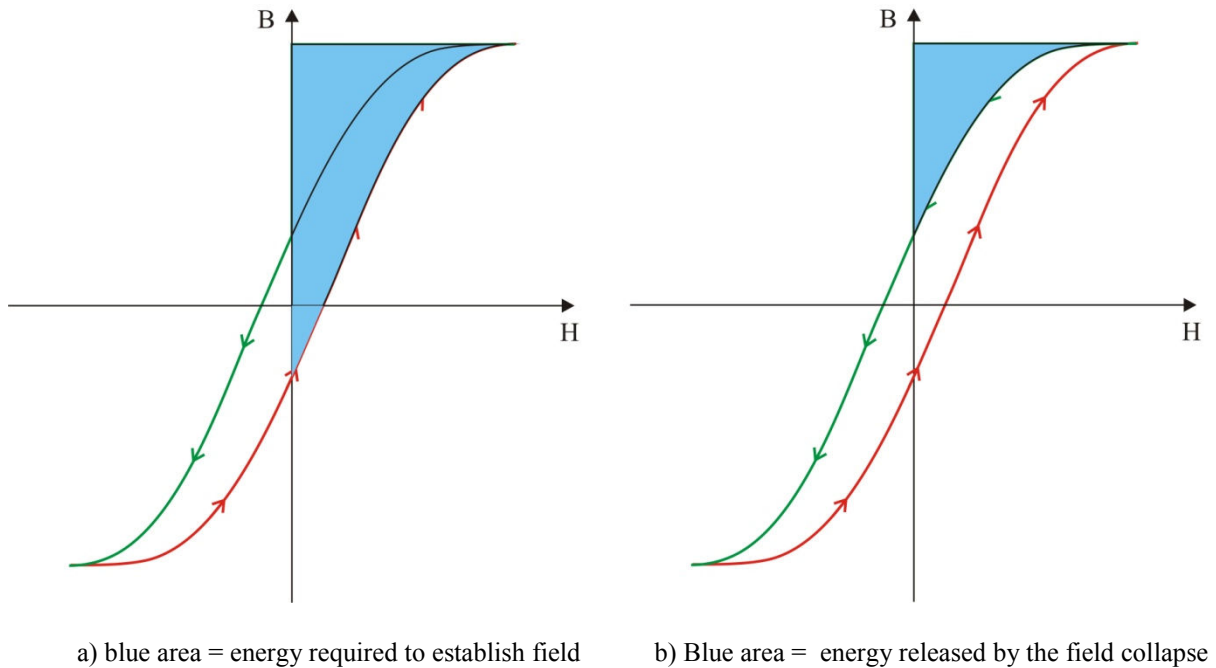 B
H
B
H
a) blue area = energy required to establish field
b) Blue area = energy released by the field collapse